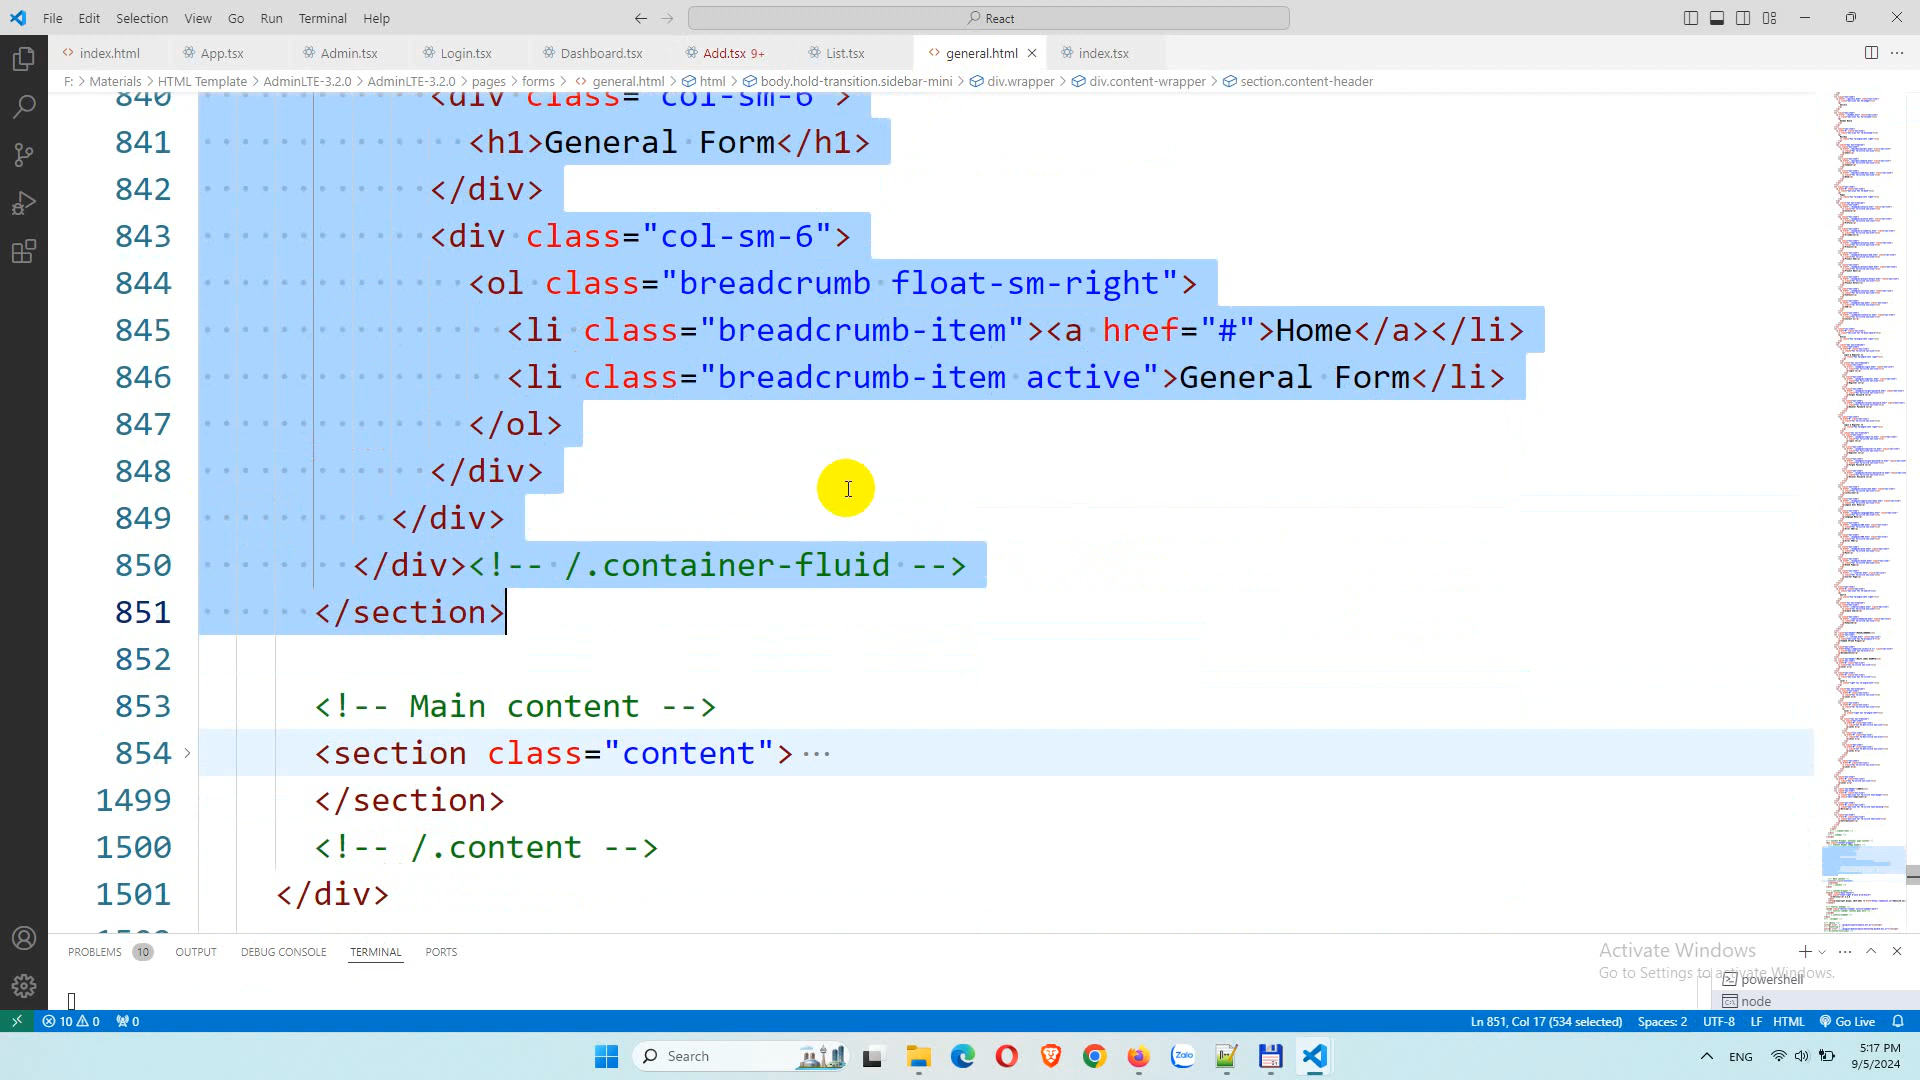 File Edit Selection View Go Run Terminal Help
React
index.html App.tsx Admin.tsx Login.tsx Dashboard.tsx Add.tsx 9+ List.tsx general.html index.tsx
F: > Materials > HTML Template > AdminLTE-3.2.0 > AdminLTE-3.2.0 > pages > forms > general.html > html > body.hold-transition.sidebar-mini > div.wrapper > div.content-wrapper > section.content-header
840 <div class="col-sm-6">
841 <h1>General Form</h1>
842 </div>
843 <div class="col-sm-6">
844 <ol class="breadcrumb float-sm-right">
845 <li class="breadcrumb-item"><a href="#">Home</a></li>
846 <li class="breadcrumb-item active">General Form</li>
847 </ol>
848 </div>
849 </div>
850 </div><!-- /.container-fluid -->
851 </section>
852
853 <!-- Main content -->
854 <section class="content">···
1499 </section>
1500 <!-- /.content -->
1501 </div>
PROBLEMS 10 OUTPUT DEBUG CONSOLE TERMINAL PORTS
Activate Windows
Go to Settings to activate Windows.
powershell
node
10 0 0
Ln 851, Col 17 (534 selected) Spaces: 2 UTF-8 LF HTML Go Live
Search
Zalo
ENG
5:17 PM
9/5/2024